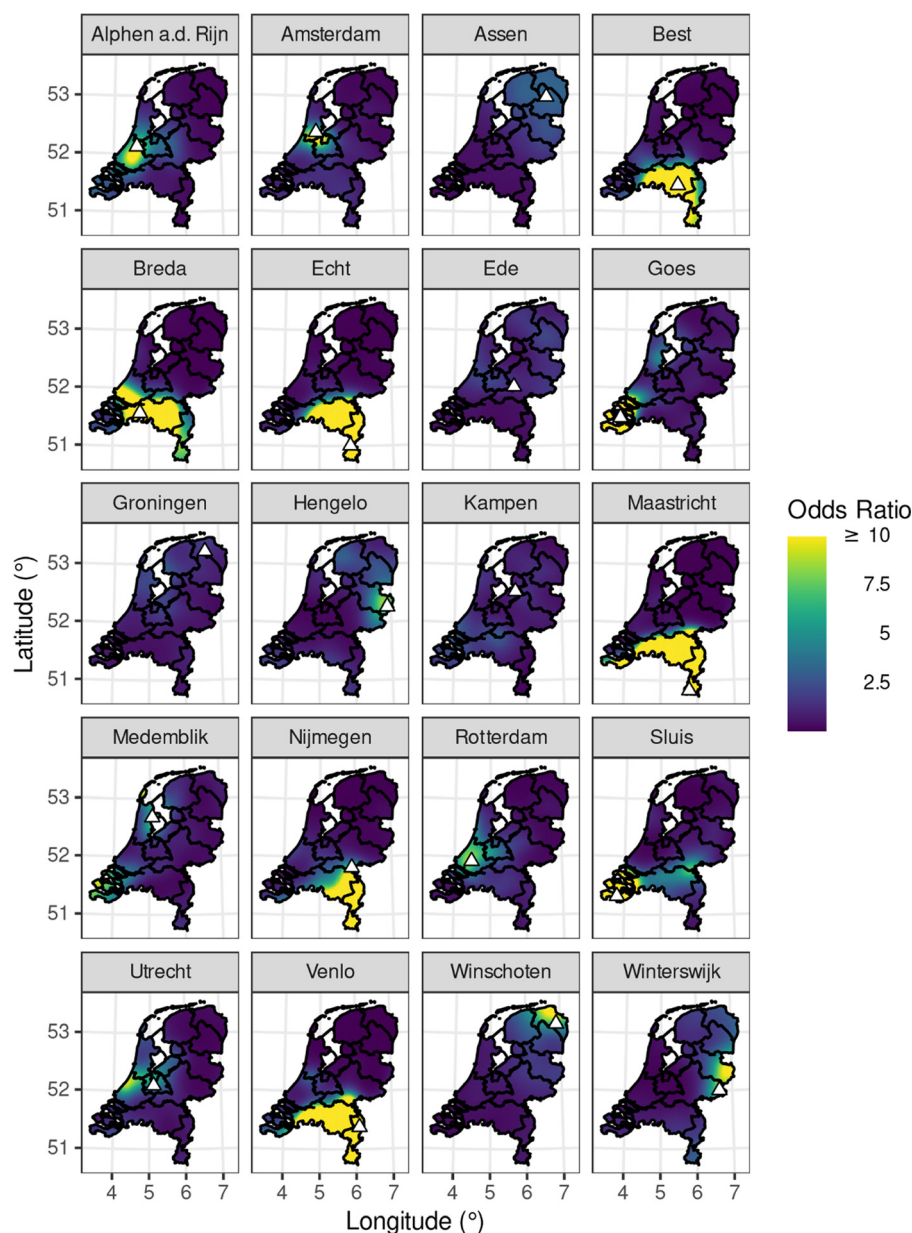 Alphen a.d. Rijn Amsterdam Assen Best
53
52
51
Breda Echt Ede Goes
53
52
51
Groningen Hengelo Kampen Maastricht
53
52
51
Medemblik Nijmegen Rotterdam Sluis
53
52
51
Utrecht Venlo Winschoten Winterswijk
53
52
51
4 5 6 7 4 5 6 7 4 5 6 7 4 5 6 7
Longitude (°)
Latitude (°)
Odds Ratio
≥ 10
7.5
5
2.5